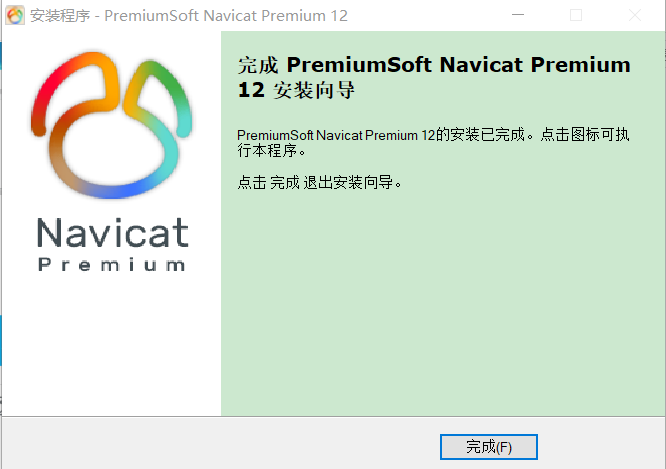 安装程序 - PremiumSoft Navicat Premium 12
完成 PremiumSoft Navicat Premium
12 安装向导
PremiumSoft Navicat Premium 12的安装已完成。点击图标可执
行本程序。
点击 完成 退出安装向导。
Navicat
Premium
完成(F)